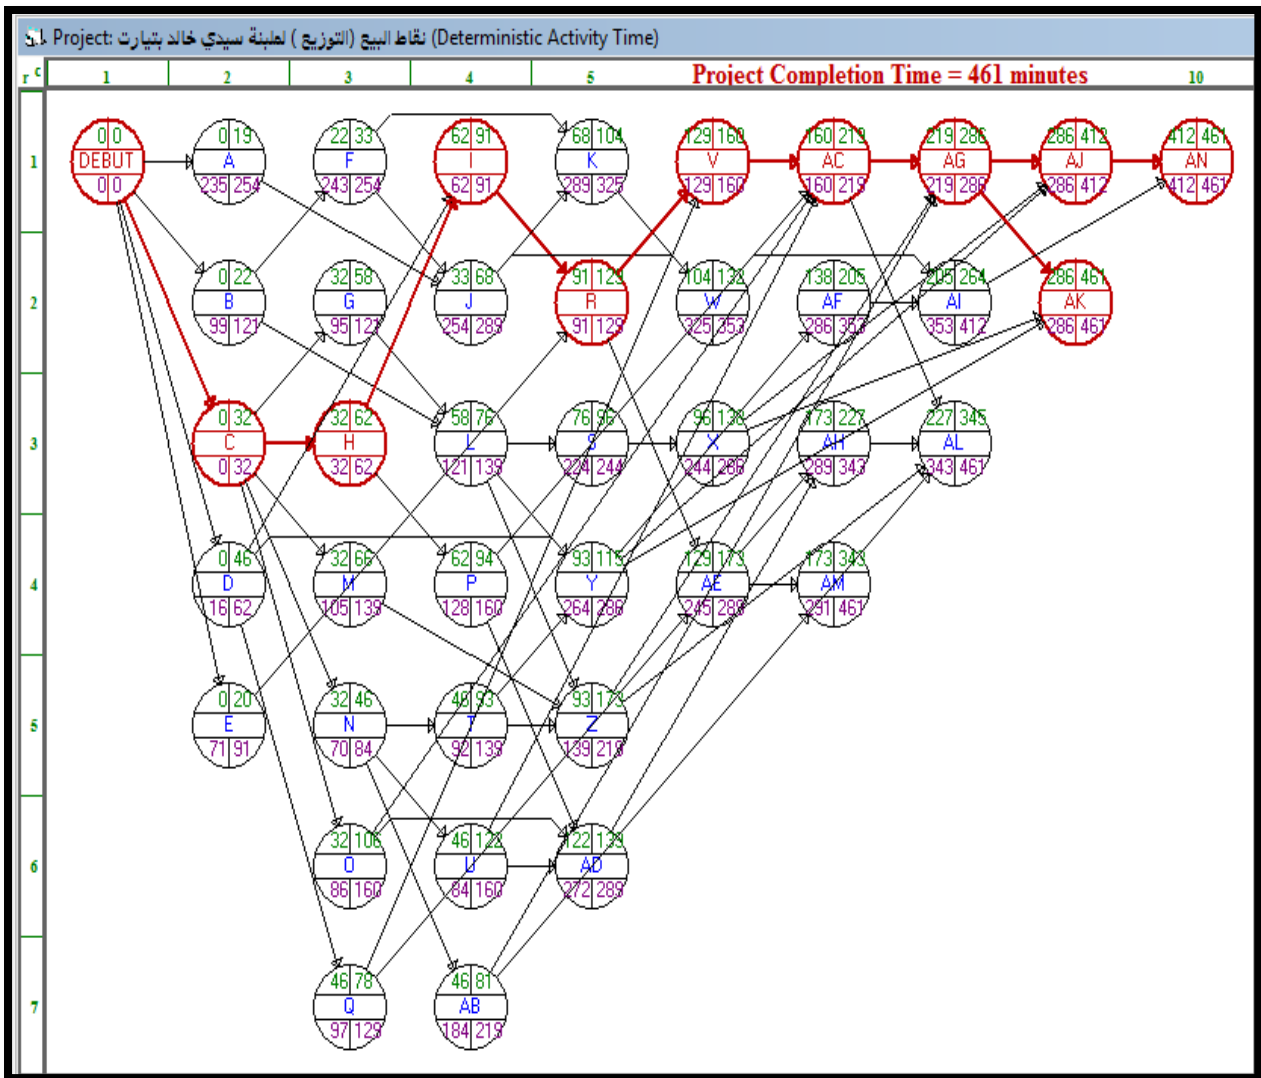 Project: نقاط البيع (التوزيع ) لملبنة سيدي خالد بتيارت (Deterministic Activity Time)
r c 1 2 3 4 5 Project Completion Time = 461 minutes 10
1
0 0 0 19 22 33 62 91 68 104 129 160 160 219 219 286 286 412 412 461
DEBUT A F I K V AC AG AJ AN
0 0 235 254 243 254 62 91 289 325 129 160 160 219 219 286 286 412 412 461
2
0 22 32 58 33 68 91 129 104 132 138 205 205 264 286 461
B G J R W AF AI AK
99 121 95 121 254 289 91 129 325 353 286 353 353 412 286 461
3
0 32 32 62 58 76 76 96 96 138 173 227 227 345
C H L S X AH AL
0 32 32 62 121 139 224 244 244 286 289 343 343 461
4
0 46 32 66 62 94 93 115 129 173 173 343
D M P Y AE AM
16 62 105 139 128 160 264 286 245 289 291 461
5
0 20 32 46 46 93 93 173
E N T Z
71 91 70 84 92 139 139 219
6
32 106 46 122 122 139
O U AD
86 160 84 160 272 289
7
46 78 46 81
Q AB
97 129 184 219